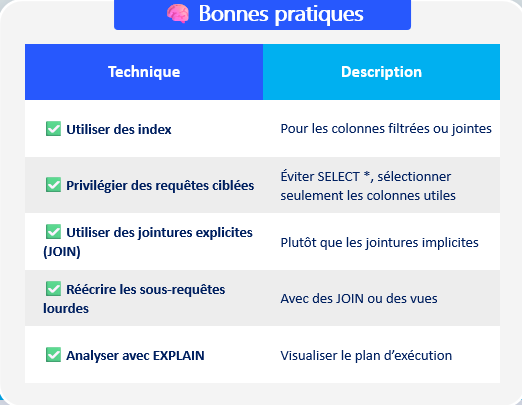 🧠 Bonnes pratiques
Technique Description
✅ Utiliser des index Pour les colonnes filtrées ou jointes
✅ Privilégier des requêtes ciblées Éviter SELECT *, sélectionner
seulement les colonnes utiles
✅ Utiliser des jointures explicites
(JOIN) Plutôt que les jointures implicites
✅ Réécrire les sous-requêtes
lourdes Avec des JOIN ou des vues
✅ Analyser avec EXPLAIN Visualiser le plan d’exécution